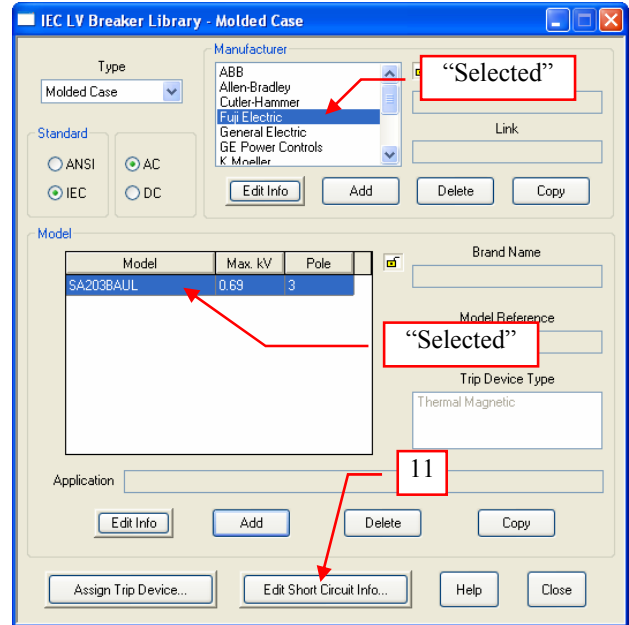 IEC LV Breaker Library - Molded Case
Type
Molded Case
Standard
ANSI
IEC
AC
DC
Manufacturer
ABB
Allen-Bradley
Cutler-Hammer
Fuji Electric
General Electric
GE Power Controls
K Moeller
“Selected”
Link
Edit Info
Add
Delete
Copy
Model
Model Max. kV Pole
SA203BAUL 0.69 3
Brand Name
Model Reference
“Selected”
Trip Device Type
Thermal Magnetic
11
Application
Edit Info
Add
Delete
Copy
Assign Trip Device...
Edit Short Circuit Info...
Help
Close